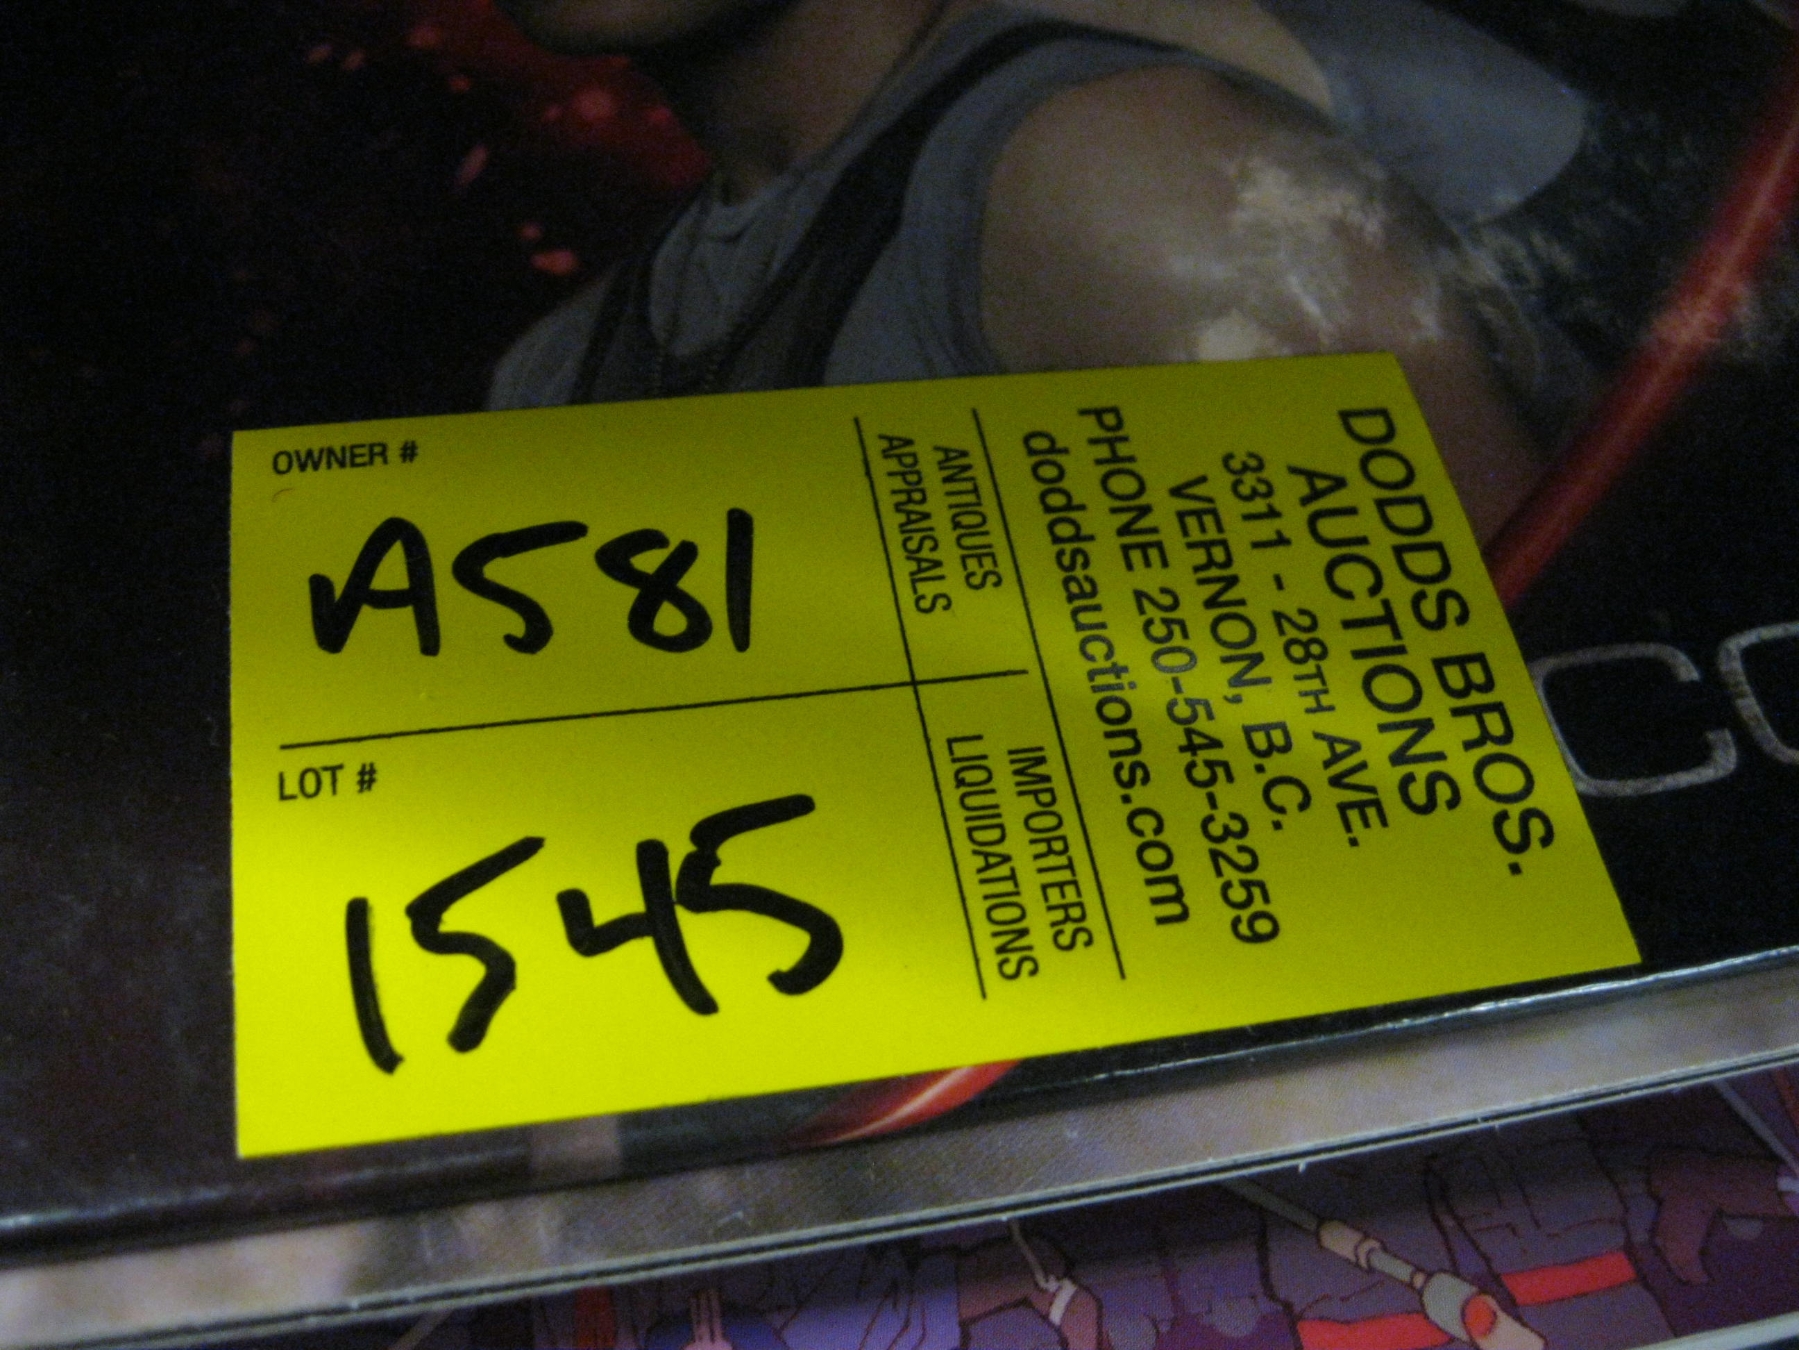 OWNER #
A581
LOT #
1545
DODDS BROS.
AUCTIONS
3311 - 28TH AVE.
VERNON, B.C.
PHONE 250-545-3259
doddsauctions.com
ANTIQUES
APPRAISALS
IMPORTERS
LIQUIDATIONS